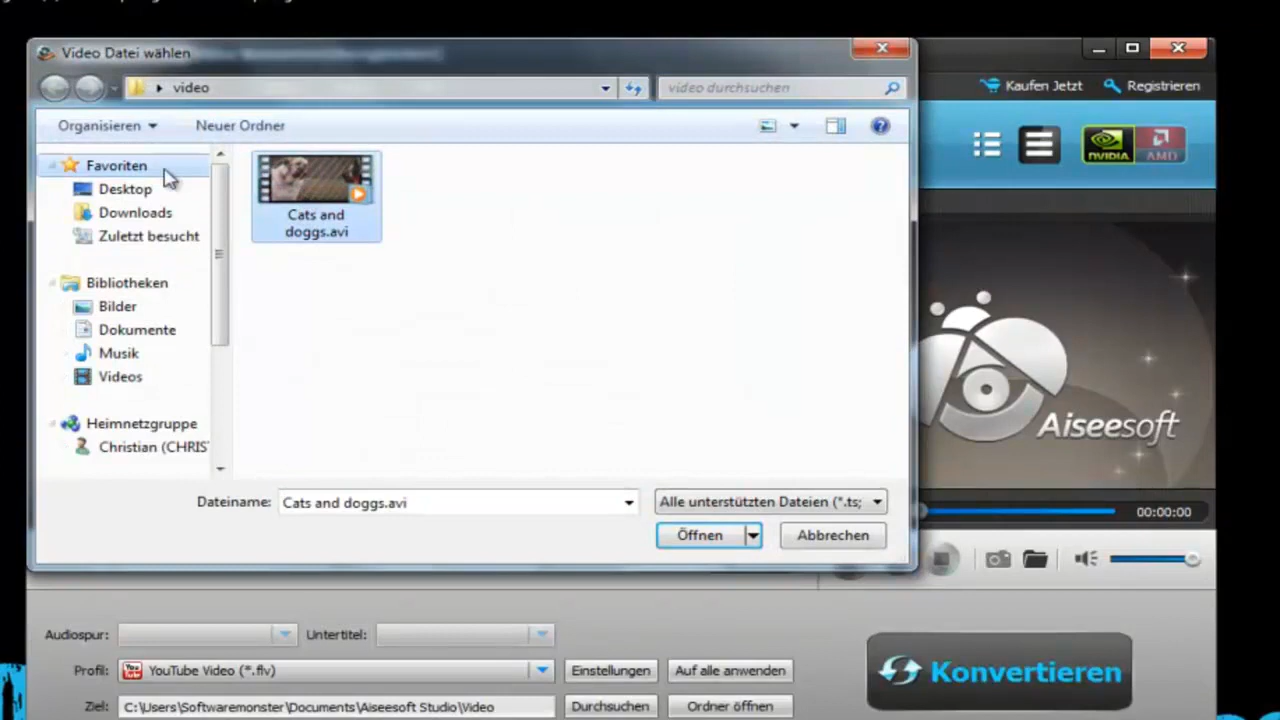 Video Datei wählen
Kaufen Jetzt
Registrieren
video
video durchsuchen
Organisieren
Neuer Ordner
NVIDIA
AMD
Favoriten
Desktop
Downloads
Zuletzt besucht
Cats and
doggs.avi
Bibliotheken
Bilder
Dokumente
Musik
Videos
Heimnetzgruppe
Christian (CHRIS
Aiseesoft
Dateiname: Cats and doggs.avi
Alle unterstützten Dateien (*.ts;
00:00:00
Öffnen
Abbrechen
Audiospur:
Untertitel:
Profil: YouTube Video (*.flv)
Einstellungen
Auf alle anwenden
Konvertieren
Ziel: C:\Users\Softwaremonster\Documents\Aiseesoft Studio\Video
Durchsuchen
Ordner öffnen